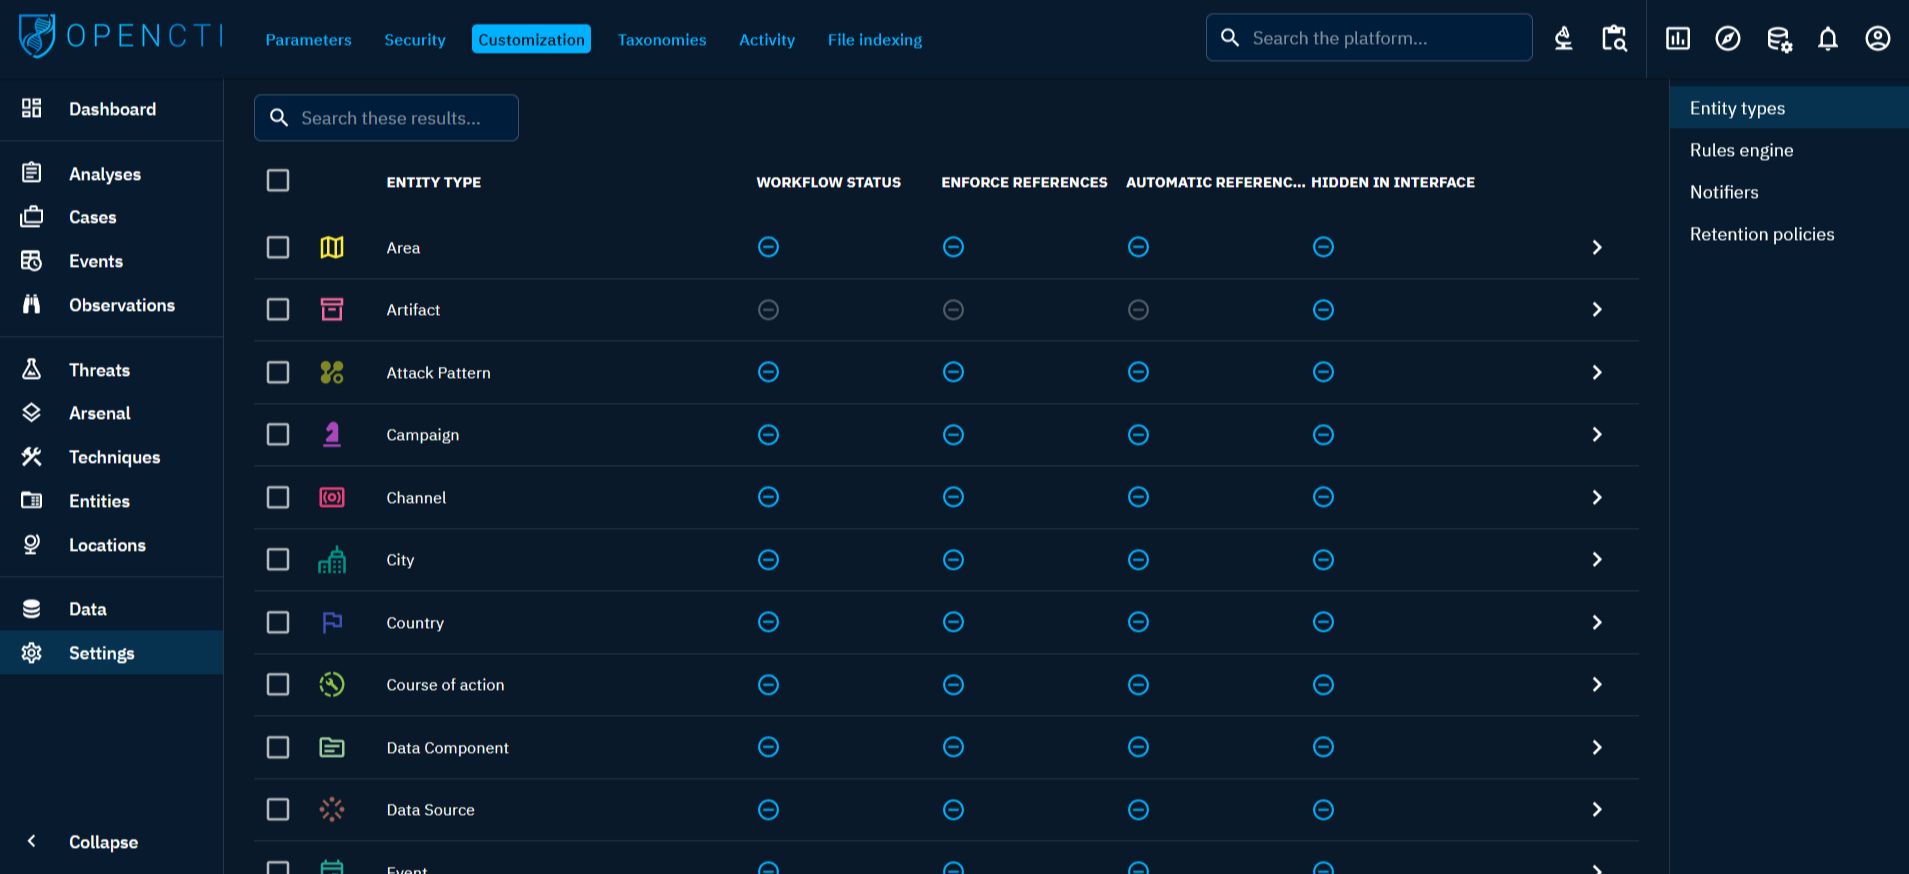 OPENCTI
Parameters
Security
Customization
Taxonomies
Activity
File indexing
Search the platform...
Dashboard
Analyses
Cases
Events
Observations
Threats
Arsenal
Techniques
Entities
Locations
Data
Settings
Collapse
Search these results...
ENTITY TYPE WORKFLOW STATUS ENFORCE REFERENCES AUTOMATIC REFERENC... HIDDEN IN INTERFACE
Area
Artifact
Attack Pattern
Campaign
Channel
City
Country
Course of action
Data Component
Data Source
Event
Entity types
Rules engine
Notifiers
Retention policies